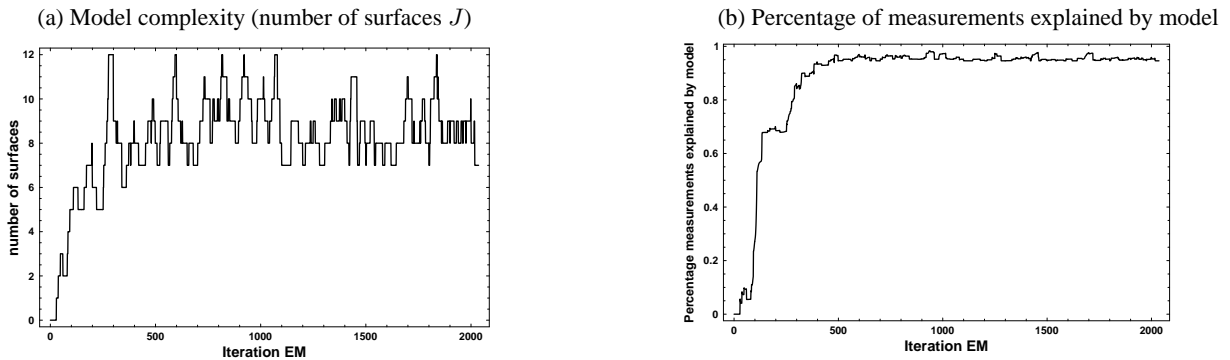 (a) Model complexity (number of surfaces J)
number of surfaces
12
10
8
6
4
2
0
0 500 1000 1500 2000
Iteration EM
(b) Percentage of measurements explained by model
Percentage measurements explained by model
1
0.8
0.6
0.4
0.2
0
0 500 1000 1500 2000
Iteration EM